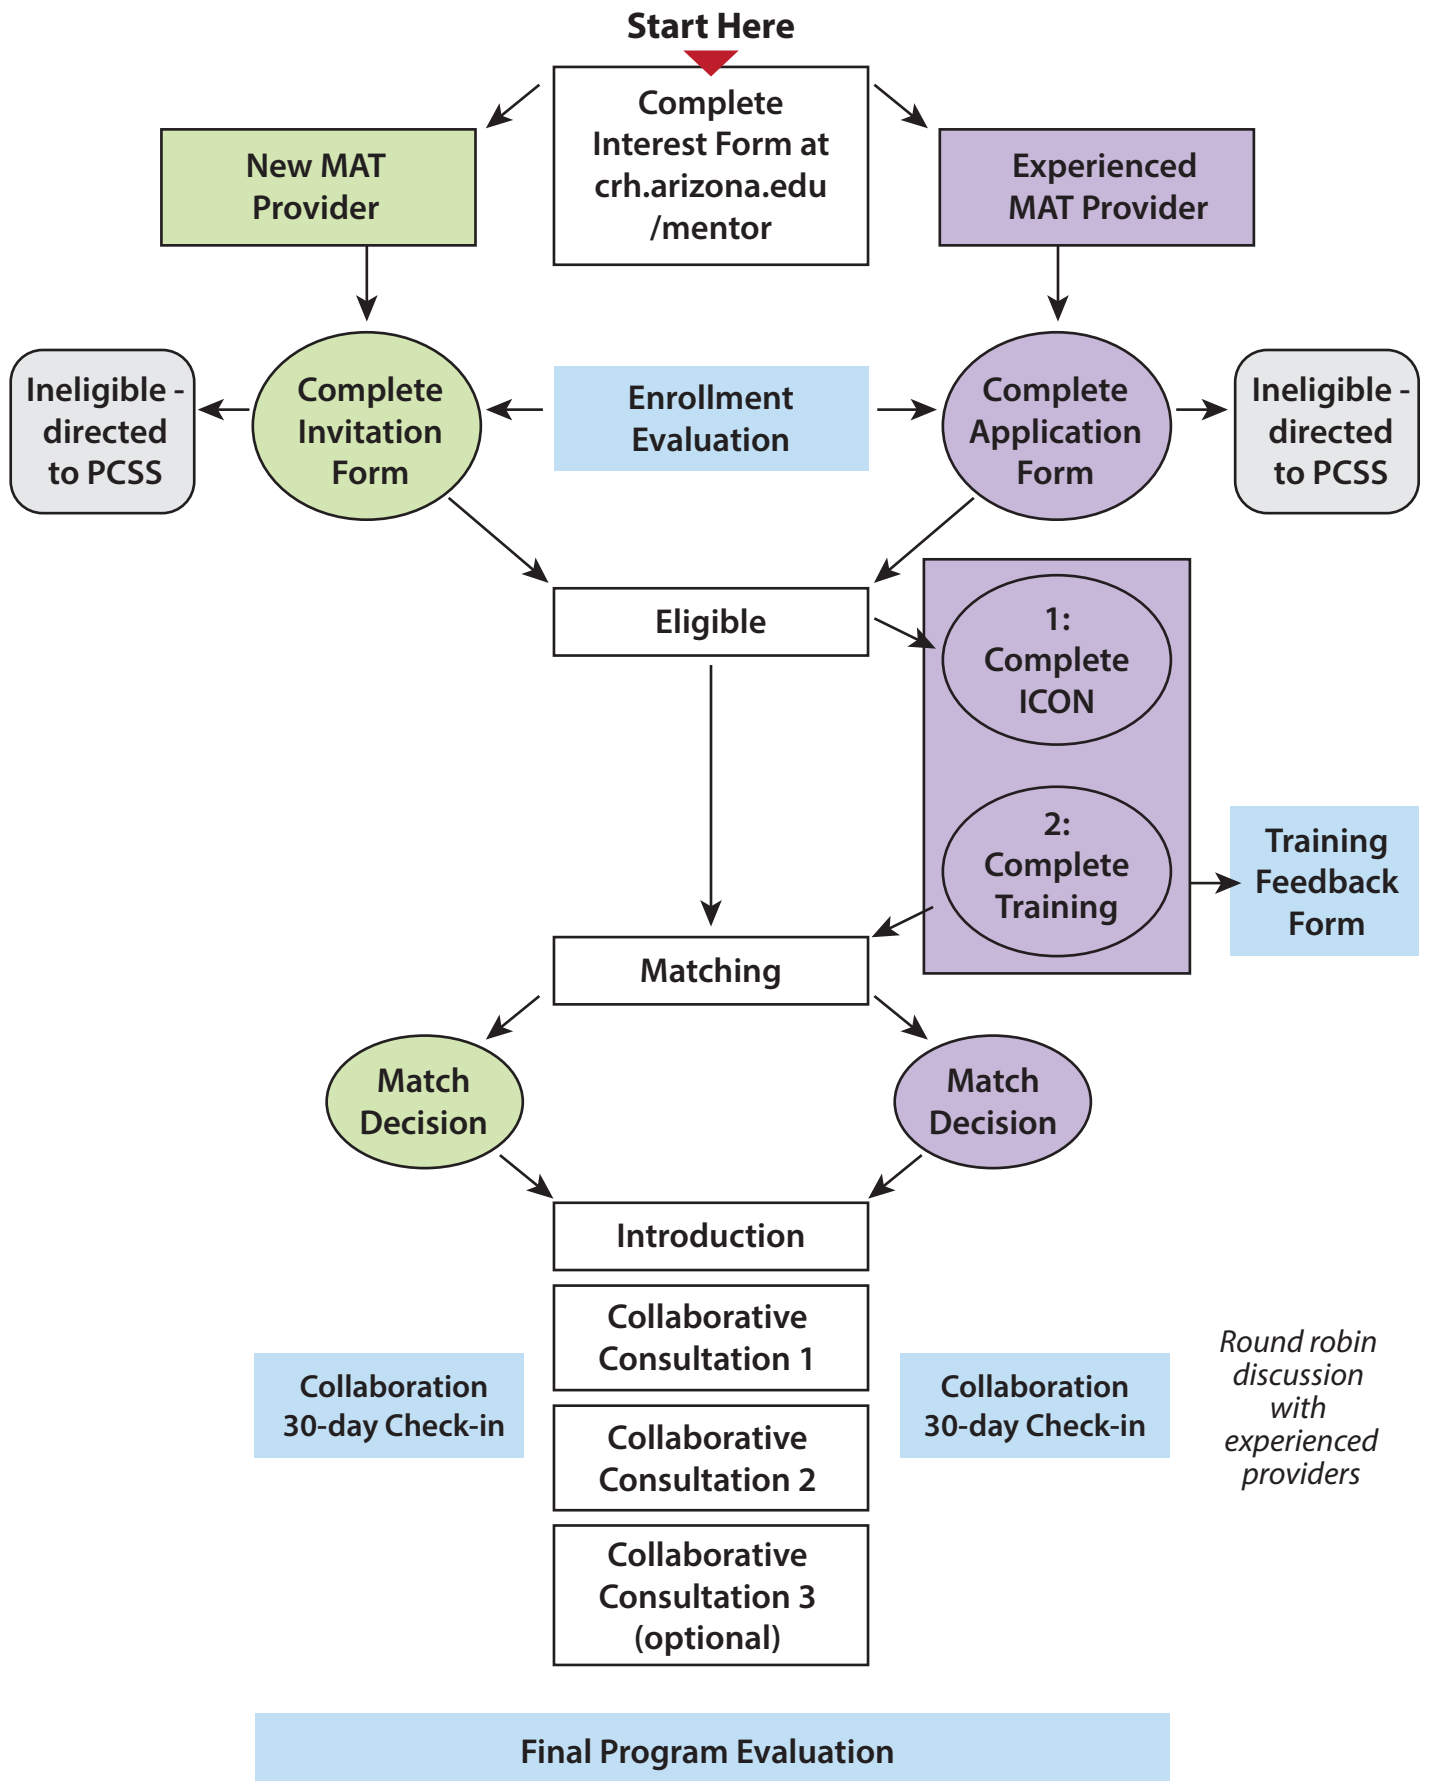 Start Here
Complete
Interest Form at
crh.arizona.edu
/mentor
New MAT
Provider
Experienced
MAT Provider
Ineligible -
directed
to PCSS
Complete
Invitation
Form
Enrollment
Evaluation
Complete
Application
Form
Ineligible -
directed
to PCSS
Eligible
1:
Complete
ICON
2:
Complete
Training
Training
Feedback
Form
Matching
Match
Decision
Match
Decision
Introduction
Collaborative
Consultation 1
Collaboration
30-day Check-in
Collaboration
30-day Check-in
Round robin
discussion
with
experienced
providers
Collaborative
Consultation 2
Collaborative
Consultation 3
(optional)
Final Program Evaluation